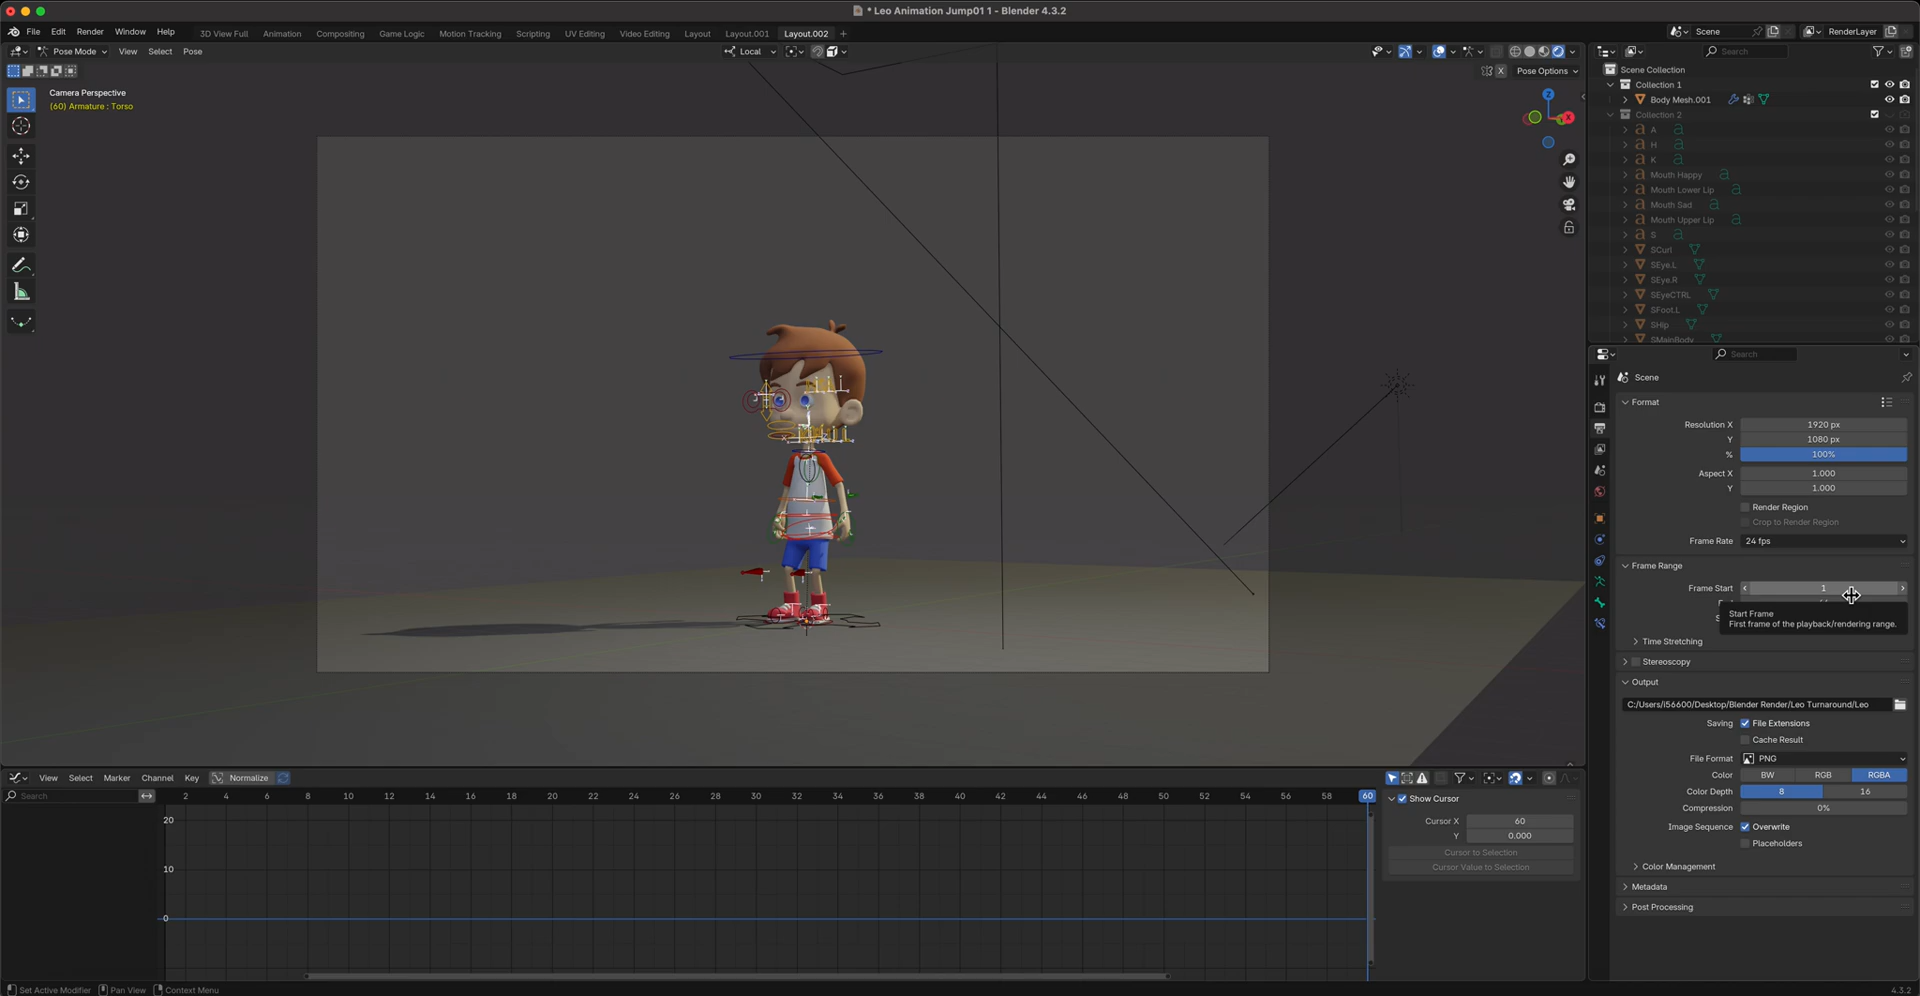 * Leo Animation Jump01 1 - Blender 4.3.2
File Edit Render Window Help 3D View Full Animation Compositing Game Logic Motion Tracking Scripting UV Editing Video Editing Layout Layout.001 Layout.002 + Scene RenderLayer
Pose Mode View Select Pose Local Search
X Pose Options
Camera Perspective
(60) Armature : Torso
Z
X
Scene Collection
Collection 1
Body Mesh.001
Collection 2
A
H
K
Mouth Happy
Mouth Lower Lip
Mouth Sad
Mouth Upper Lip
S
SCurl
SEye.L
SEye.R
SEyeCTRL
SFoot.L
SHip
SMainBody
Search
Scene
Format
Resolution X 1920 px
Y 1080 px
% 100%
Aspect X 1.000
Y 1.000
Render Region
Crop to Render Region
Frame Rate 24 fps
Frame Range
Frame Start 1
Start Frame
First frame of the playback/rendering range.
Time Stretching
Stereoscopy
Output
C:/Users/i56600/Desktop/Blender Render/Leo Turnaround/Leo
Saving File Extensions
Cache Result
File Format PNG
Color BW RGB RGBA
Color Depth 8 16
Compression 0%
Image Sequence Overwrite
Placeholders
Color Management
Metadata
Post Processing
View Select Marker Channel Key Normalize
Search 2 4 6 8 10 12 14 16 18 20 22 24 26 28 30 32 34 36 38 40 42 44 46 48 50 52 54 56 58 60
20
10
0
Show Cursor
Cursor X 60
Y 0.000
Cursor to Selection
Cursor Value to Selection
Set Active Modifier Pan View Context Menu 4.3.2